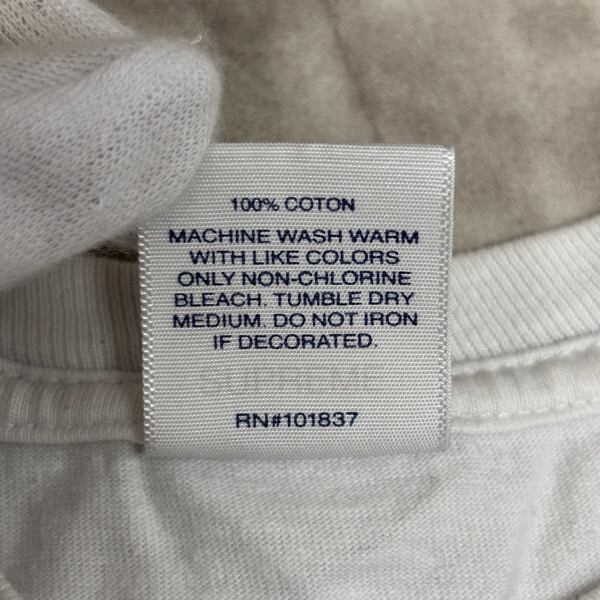 100% COTON
MACHINE WASH WARM
WITH LIKE COLORS
ONLY NON-CHLORINE
BLEACH. TUMBLE DRY
MEDIUM. DO NOT IRON
IF DECORATED.
SUPREME
RN#101837